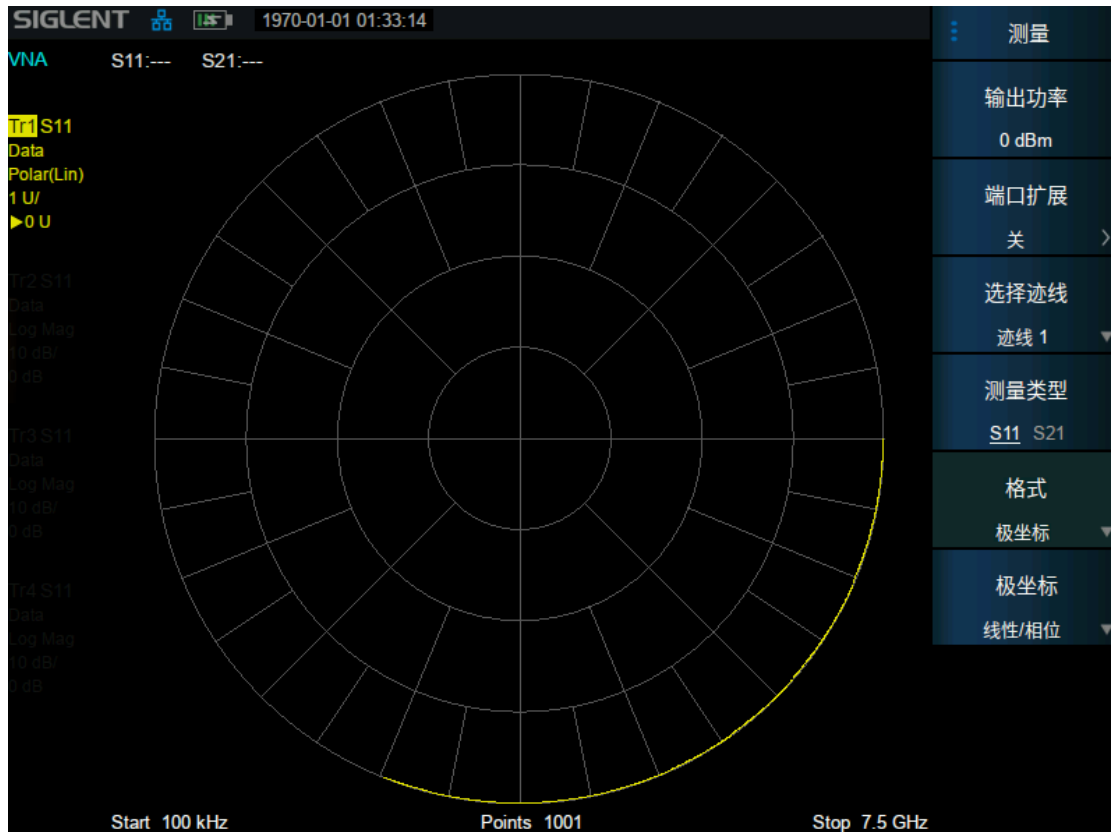 SIGLENT 1970-01-01 01:33:14
VNA S11:--- S21:---
Tr1 S11
Data
Polar(Lin)
1 U/
▶0 U
Tr2 S11
Data
Log Mag
10 dB/
0 dB
Tr3 S11
Data
Log Mag
10 dB/
0 dB
Tr4 S11
Data
Log Mag
10 dB/
0 dB
Start 100 kHz Points 1001 Stop 7.5 GHz
测量
输出功率
0 dBm
端口扩展
关
选择迹线
迹线 1
测量类型
S11 S21
格式
极坐标
极坐标
线性/相位